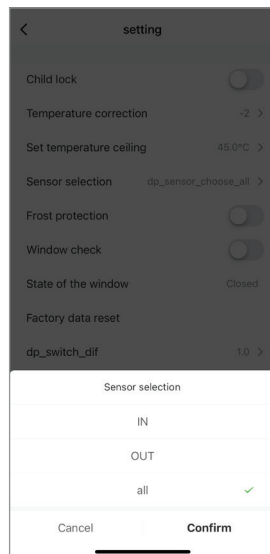 setting
Child lock
Temperature correction -2
Set temperature ceiling 45.0°C
Sensor selection dp_sensor_choose_all
Frost protection
Window check
State of the window Closed
Factory data reset
dp_switch_dif 1.0
Sensor selection
IN
OUT
all
Cancel Confirm